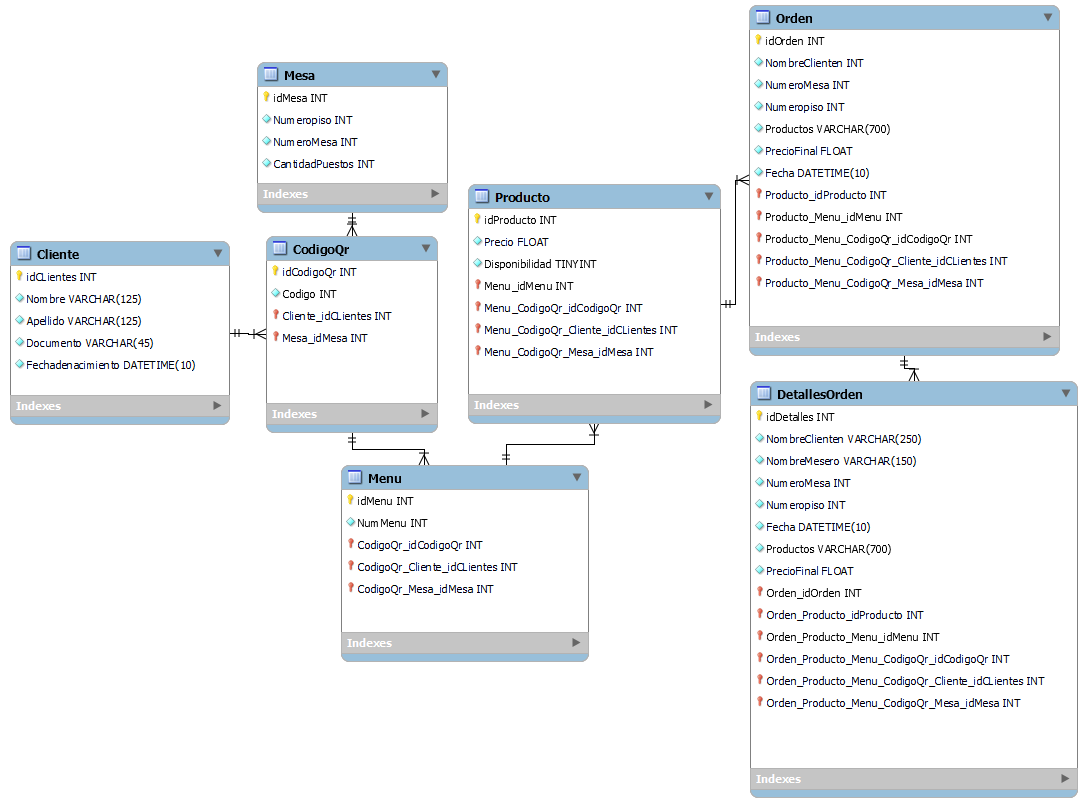 Mesa
idMesa INT
Numeropiso INT
NumeroMesa INT
CantidadPuestos INT
Indexes
Cliente
idCLientes INT
Nombre VARCHAR(125)
Apellido VARCHAR(125)
Documento VARCHAR(45)
Fechadenacimiento DATETIME(10)
Indexes
CodigoQr
idCodigoQr INT
Codigo INT
Cliente_idCLientes INT
Mesa_idMesa INT
Indexes
Menu
idMenu INT
NumMenu INT
CodigoQr_idCodigoQr INT
CodigoQr_Cliente_idCLientes INT
CodigoQr_Mesa_idMesa INT
Indexes
Producto
idProducto INT
Precio FLOAT
Disponibilidad TINYINT
Menu_idMenu INT
Menu_CodigoQr_idCodigoQr INT
Menu_CodigoQr_Cliente_idCLientes INT
Menu_CodigoQr_Mesa_idMesa INT
Indexes
Orden
idOrden INT
NombreClienten INT
NumeroMesa INT
Numeropiso INT
Productos VARCHAR(700)
PrecioFinal FLOAT
Fecha DATETIME(10)
Producto_idProducto INT
Producto_Menu_idMenu INT
Producto_Menu_CodigoQr_idCodigoQr INT
Producto_Menu_CodigoQr_Cliente_idCLientes INT
Producto_Menu_CodigoQr_Mesa_idMesa INT
Indexes
DetallesOrden
idDetalles INT
NombreClienten VARCHAR(250)
NombreMesero VARCHAR(150)
NumeroMesa INT
Numeropiso INT
Fecha DATETIME(10)
Productos VARCHAR(700)
PrecioFinal FLOAT
Orden_idOrden INT
Orden_Producto_idProducto INT
Orden_Producto_Menu_idMenu INT
Orden_Producto_Menu_CodigoQr_idCodigoQr INT
Orden_Producto_Menu_CodigoQr_Cliente_idCLientes INT
Orden_Producto_Menu_CodigoQr_Mesa_idMesa INT
Indexes